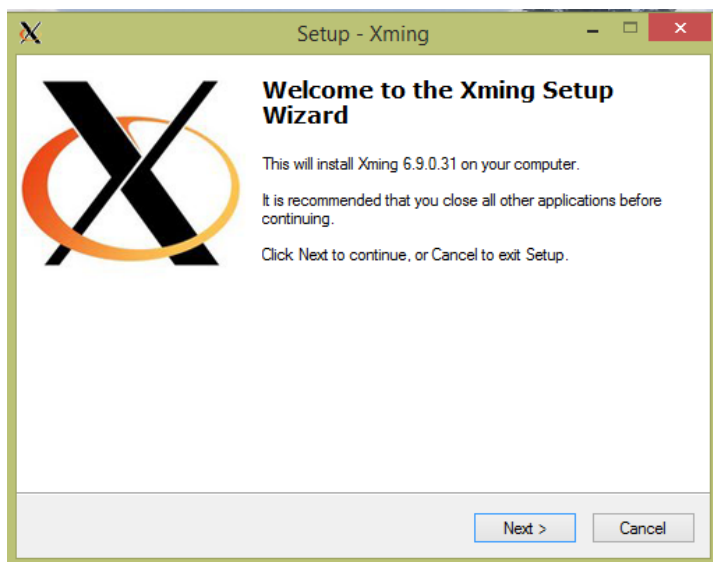 Setup - Xming
Welcome to the Xming Setup
Wizard
This will install Xming 6.9.0.31 on your computer.
It is recommended that you close all other applications before
continuing.
Click Next to continue, or Cancel to exit Setup.
Next >
Cancel